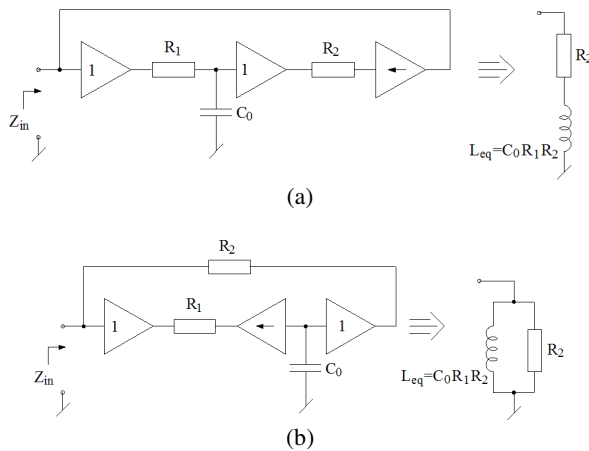 R1
R2
1
1
C0
Zin
R2
Leq=C0R1R2
(a)
R2
R1
1
1
C0
Zin
R2
Leq=C0R1R2
(b)